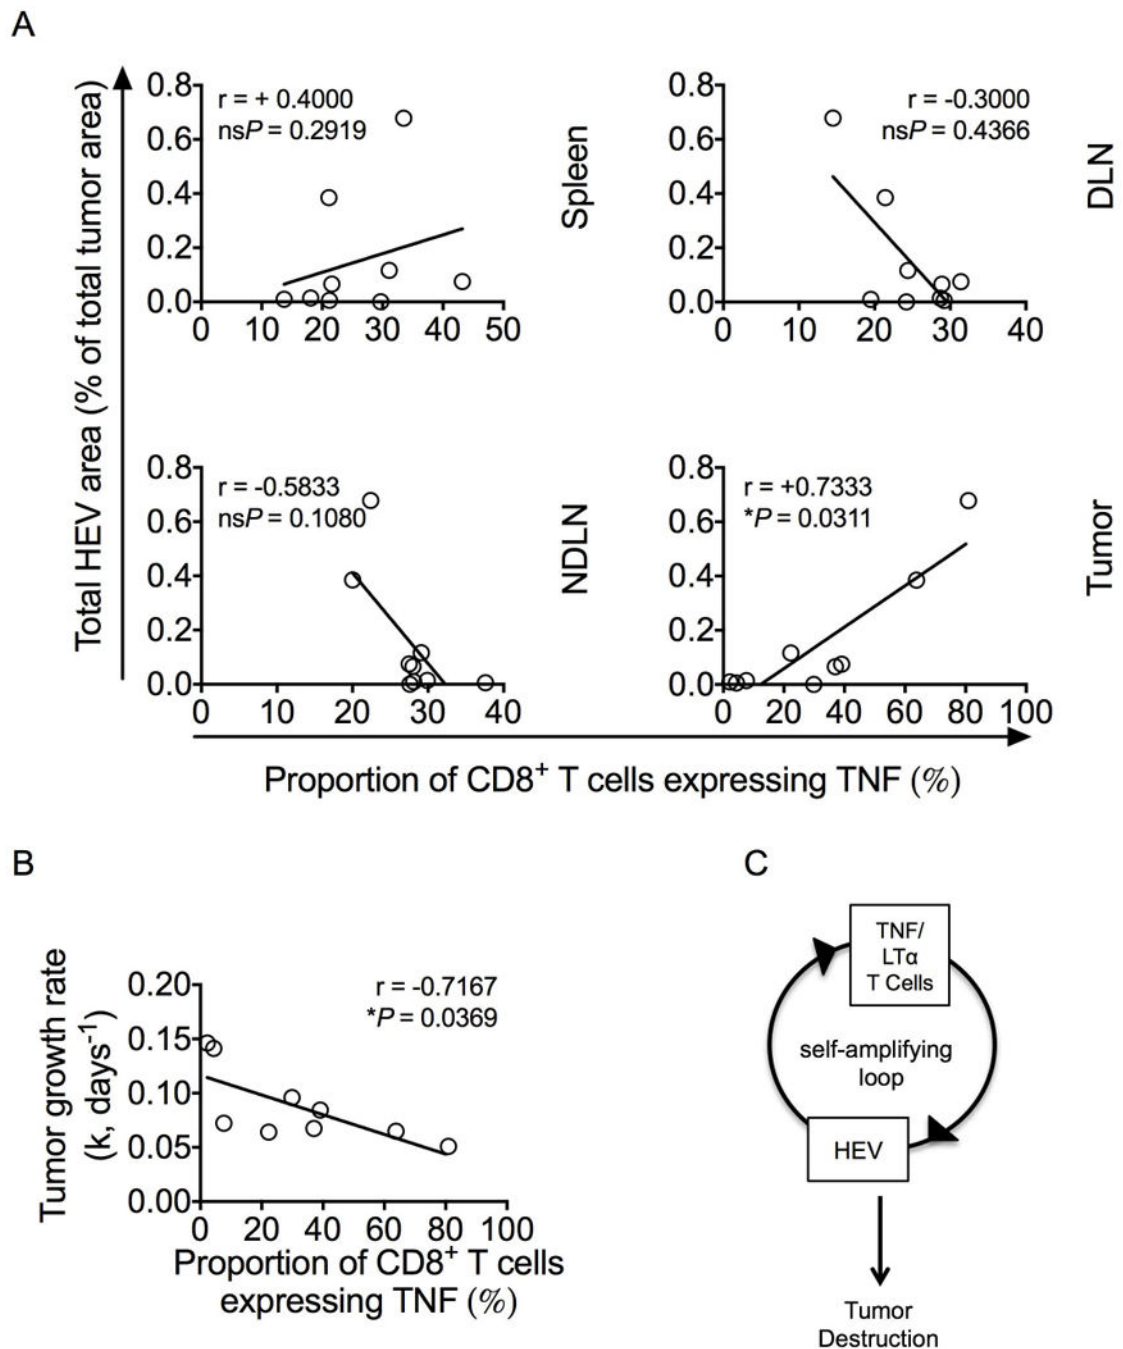 A
Total HEV area (% of total tumor area)
0.8
0.6
0.4
0.2
0.0
0 10 20 30 40 50
r = + 0.4000
nsP = 0.2919
Spleen
0.8
0.6
0.4
0.2
0.0
0 10 20 30 40
r = -0.3000
nsP = 0.4366
DLN
0.8
0.6
0.4
0.2
0.0
0 10 20 30 40
r = -0.5833
nsP = 0.1080
NDLN
0.8
0.6
0.4
0.2
0.0
0 20 40 60 80 100
r = +0.7333
*P = 0.0311
Tumor
Proportion of CD8⁺ T cells expressing TNF (%)
B
Tumor growth rate
(k, days⁻¹)
0.20
0.15
0.10
0.05
0.00
0 20 40 60 80 100
r = -0.7167
*P = 0.0369
Proportion of CD8⁺ T cells
expressing TNF (%)
C
TNF/
LTα
T Cells
self-amplifying
loop
HEV
Tumor
Destruction